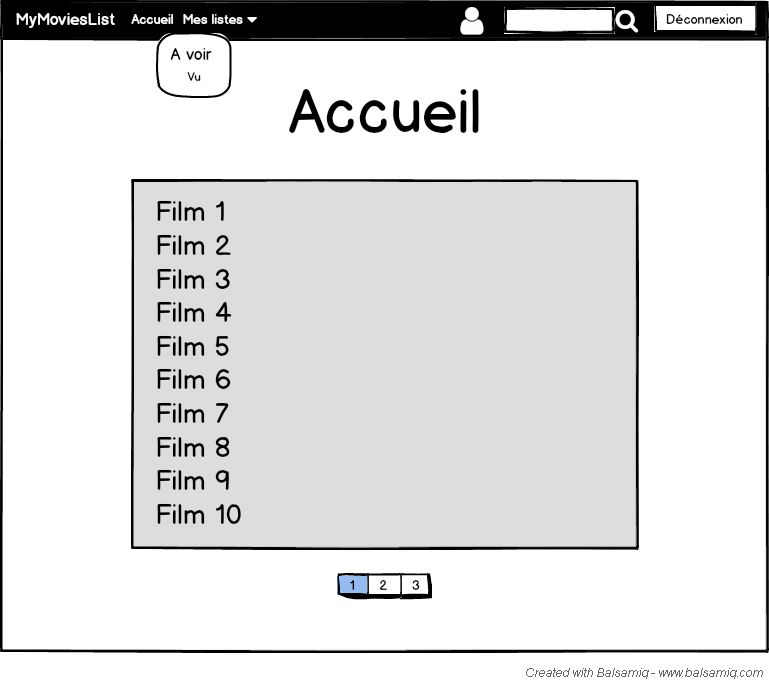 MyMoviesList Accueil Mes listes Déconnexion
A voir
Vu
Accueil
Film 1
Film 2
Film 3
Film 4
Film 5
Film 6
Film 7
Film 8
Film 9
Film 10
1 2 3
Created with Balsamiq - www.balsamiq.com